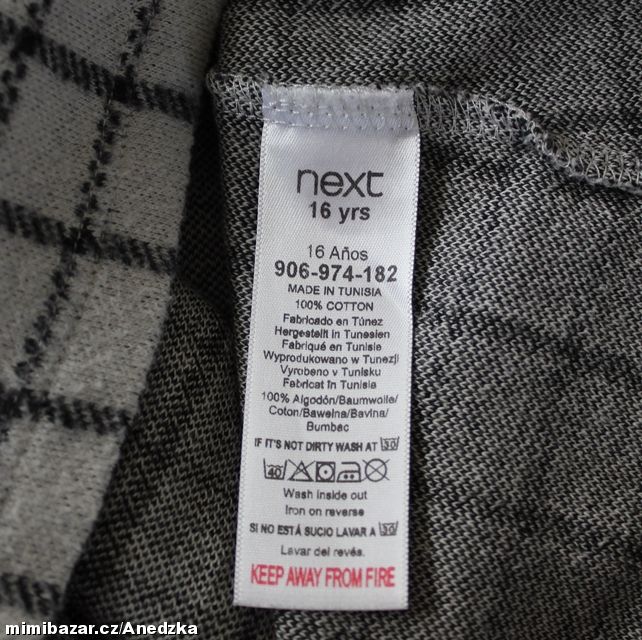 next
16 yrs
16 Años
906-974-182
MADE IN TUNISIA
100% COTTON
Fabricado en Túnez
Hergestellt in Tunesien
Fabriqué en Tunisie
Wyprodukowano w Tunezji
Vyrobeno v Tunisku
Fabricat în Tunisia
100% Algodón/Baumwolle/
Coton/Bawełna/Bavlna/
Bumbac
IF IT'S NOT DIRTY WASH AT 30
40
Wash inside out
Iron on reverse
SI NO ESTÁ SUCIO LAVAR A 30
Lavar del revés.
KEEP AWAY FROM FIRE
mimibazar.cz/Anedzka